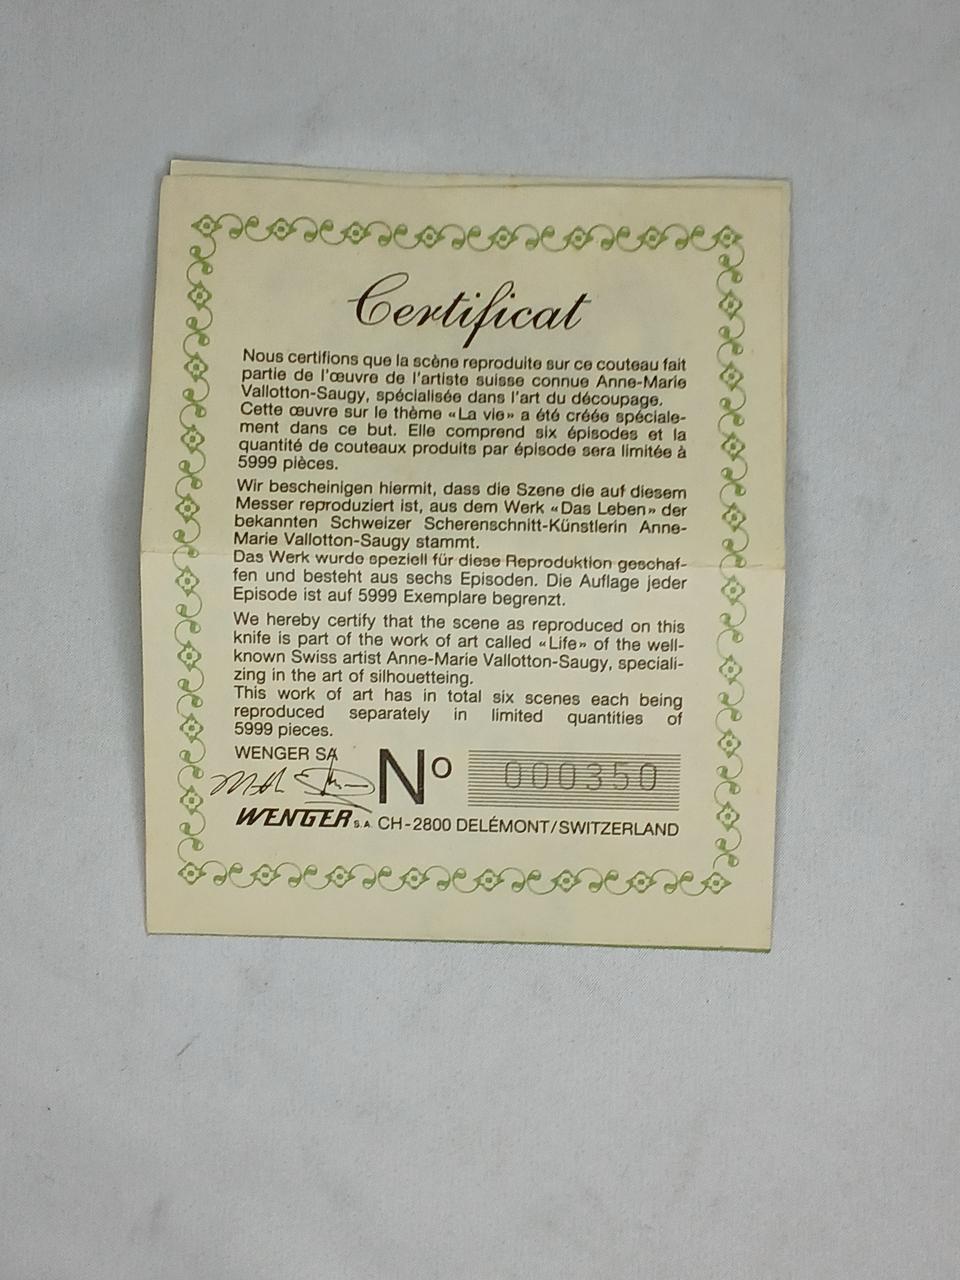 Certificat
Nous certifions que la scène reproduite sur ce couteau fait
partie de l'œuvre de l'artiste suisse connue Anne-Marie
Vallotton-Saugy, spécialisée dans l'art du découpage.
Cette œuvre sur le thème «La vie» a été créée spéciale-
ment dans ce but. Elle comprend six épisodes et la
quantité de couteaux produits par épisode sera limitée à
5999 pièces.
Wir bescheinigen hiermit, dass die Szene die auf diesem
Messer reproduziert ist, aus dem Werk «Das Leben» der
bekannten Schweizer Scherenschnitt-Künstlerin Anne-
Marie Vallotton-Saugy stammt.
Das Werk wurde speziell für diese Reproduktion geschaf-
fen und besteht aus sechs Episoden. Die Auflage jeder
Episode ist auf 5999 Exemplare begrenzt.
We hereby certify that the scene as reproduced on this
knife is part of the work of art called «Life» of the well-
known Swiss artist Anne-Marie Vallotton-Saugy, speciali-
zing in the art of silhouetteing.
This work of art has in total six scenes each being
reproduced separately in limited quantities of
5999 pieces.
WENGER SA
No 000350
WENGER S.A. CH-2800 DELÉMONT/SWITZERLAND